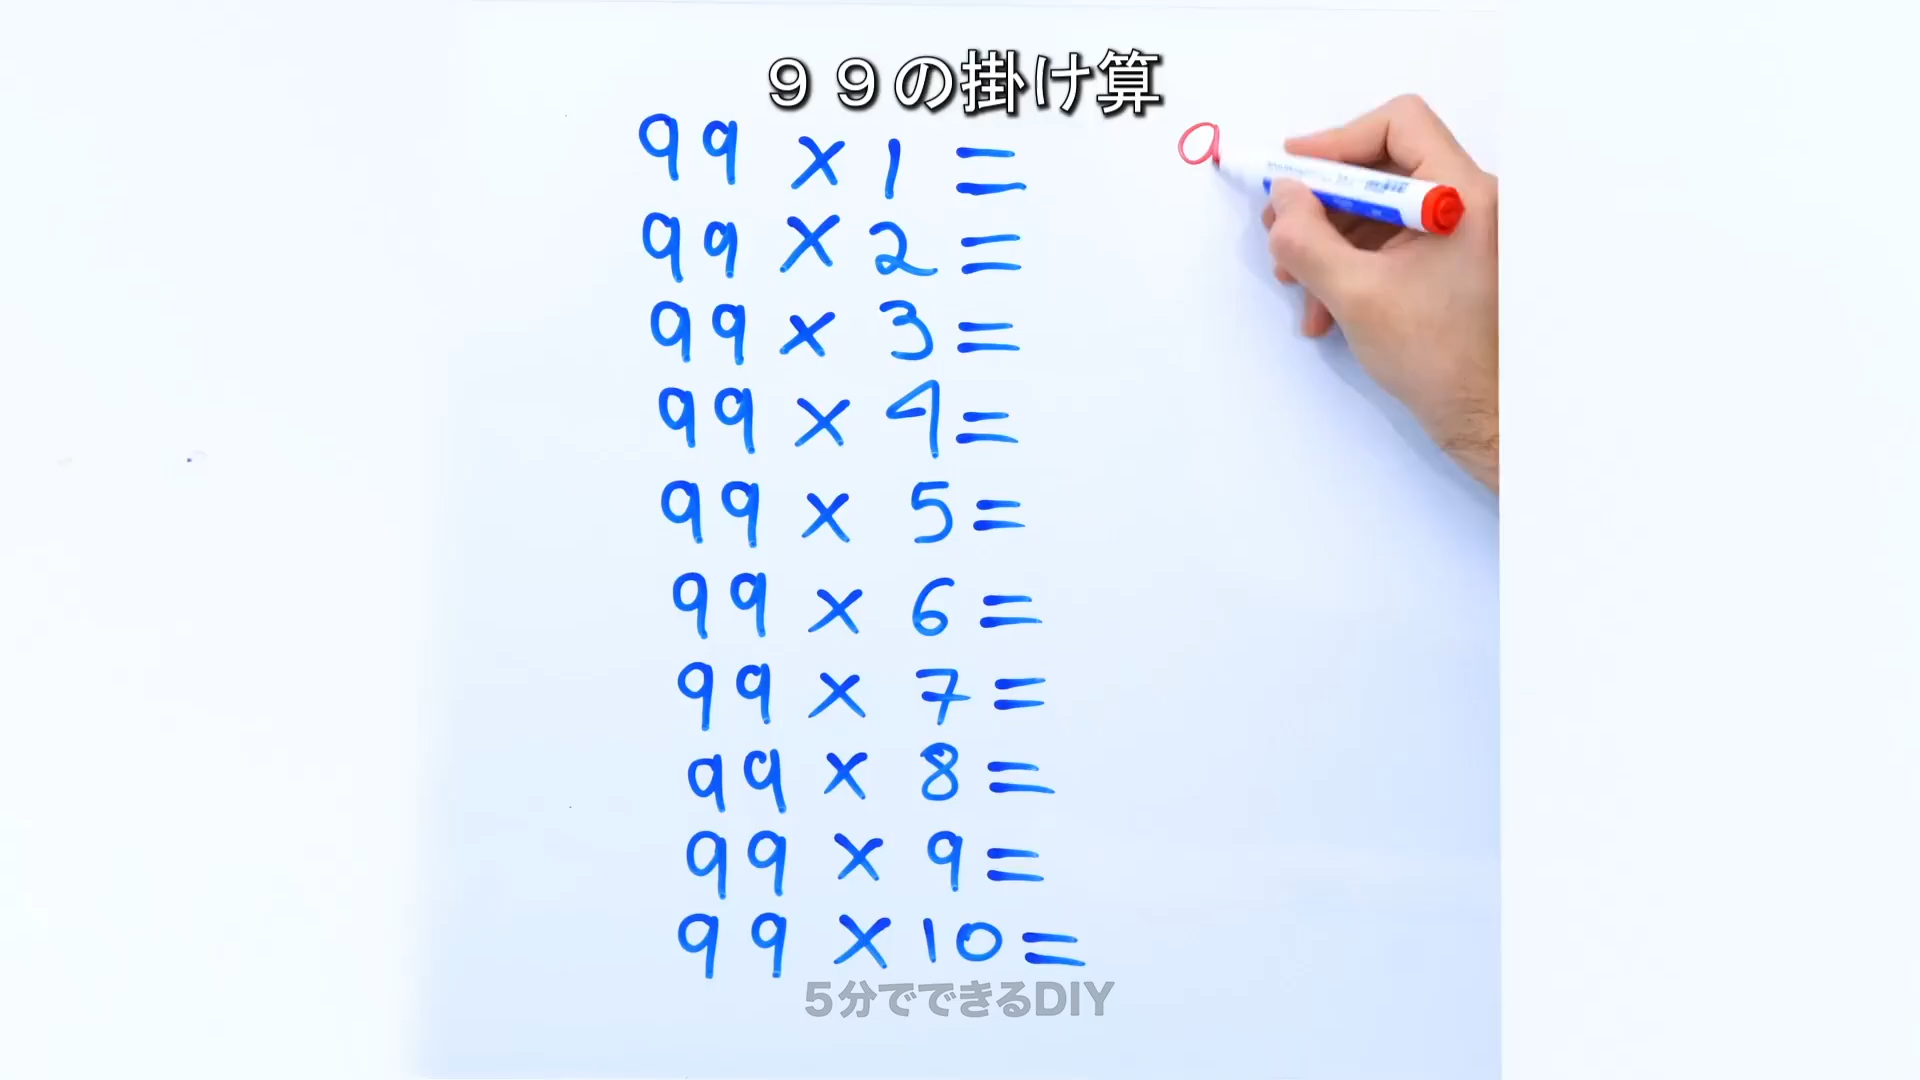 ９９の掛け算
99 × 1 =
99 × 2 =
99 × 3 =
99 × 4 =
99 × 5 =
99 × 6 =
99 × 7 =
99 × 8 =
99 × 9 =
99 × 10 =
9
５分でできるDIY